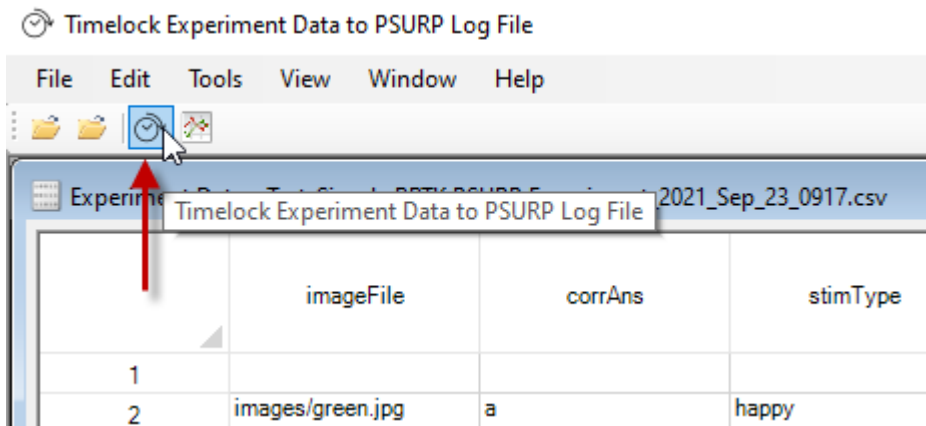 Timelock Experiment Data to PSURP Log File
File Edit Tools View Window Help
Experiment 2021_Sep_23_0917.csv
Timelock Experiment Data to PSURP Log File
imageFile corrAns stimType
1
2 images/green.jpg a happy